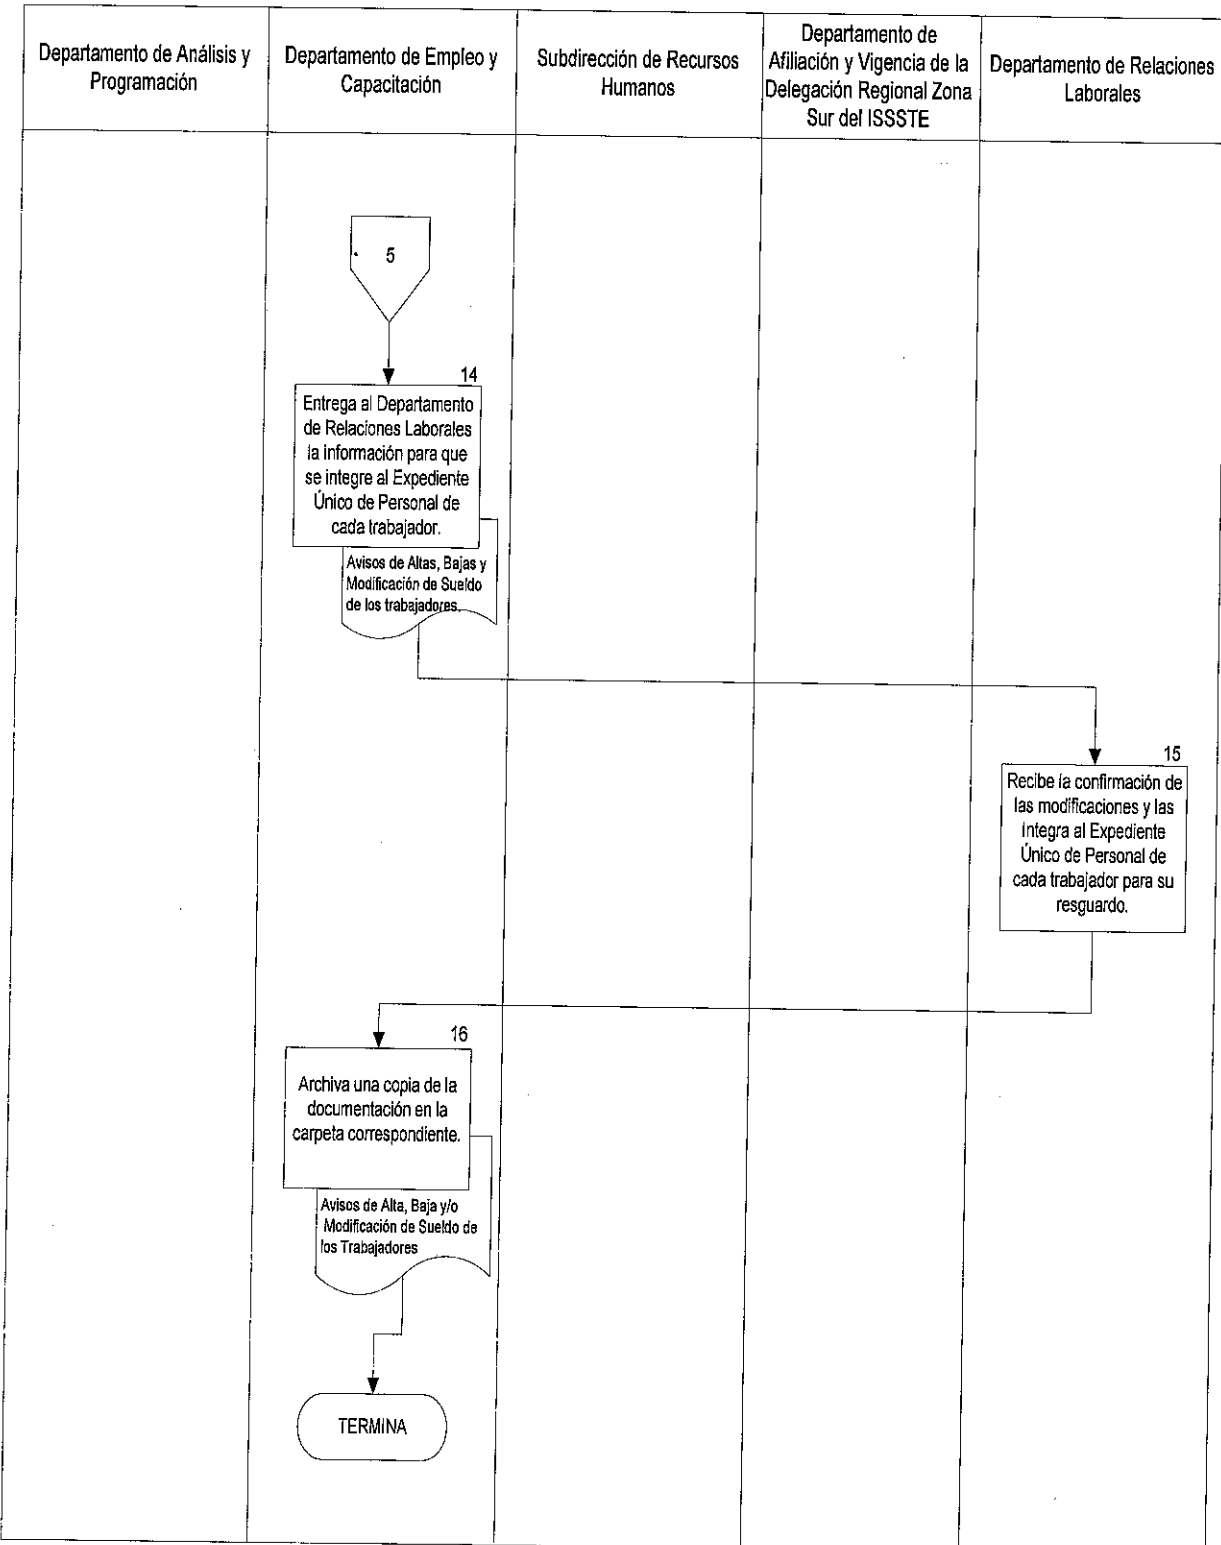 Departamento de Análisis y
Programación
Departamento de Empleo y
Capacitación
Subdirección de Recursos
Humanos
Departamento de
Afiliación y Vigencia de la
Delegación Regional Zona
Sur del ISSSTE
Departamento de Relaciones
Laborales
5
14
Entrega al Departamento
de Relaciones Laborales
la información para que
se integre al Expediente
Único de Personal de
cada trabajador.
Avisos de Altas, Bajas y
Modificación de Sueldo
de los trabajadores.
15
Recibe la confirmación de
las modificaciones y las
integra al Expediente
Único de Personal de
cada trabajador para su
resguardo.
16
Archiva una copia de la
documentación en la
carpeta correspondiente.
Avisos de Alta, Baja y/o
Modificación de Sueldo de
los Trabajadores
TERMINA